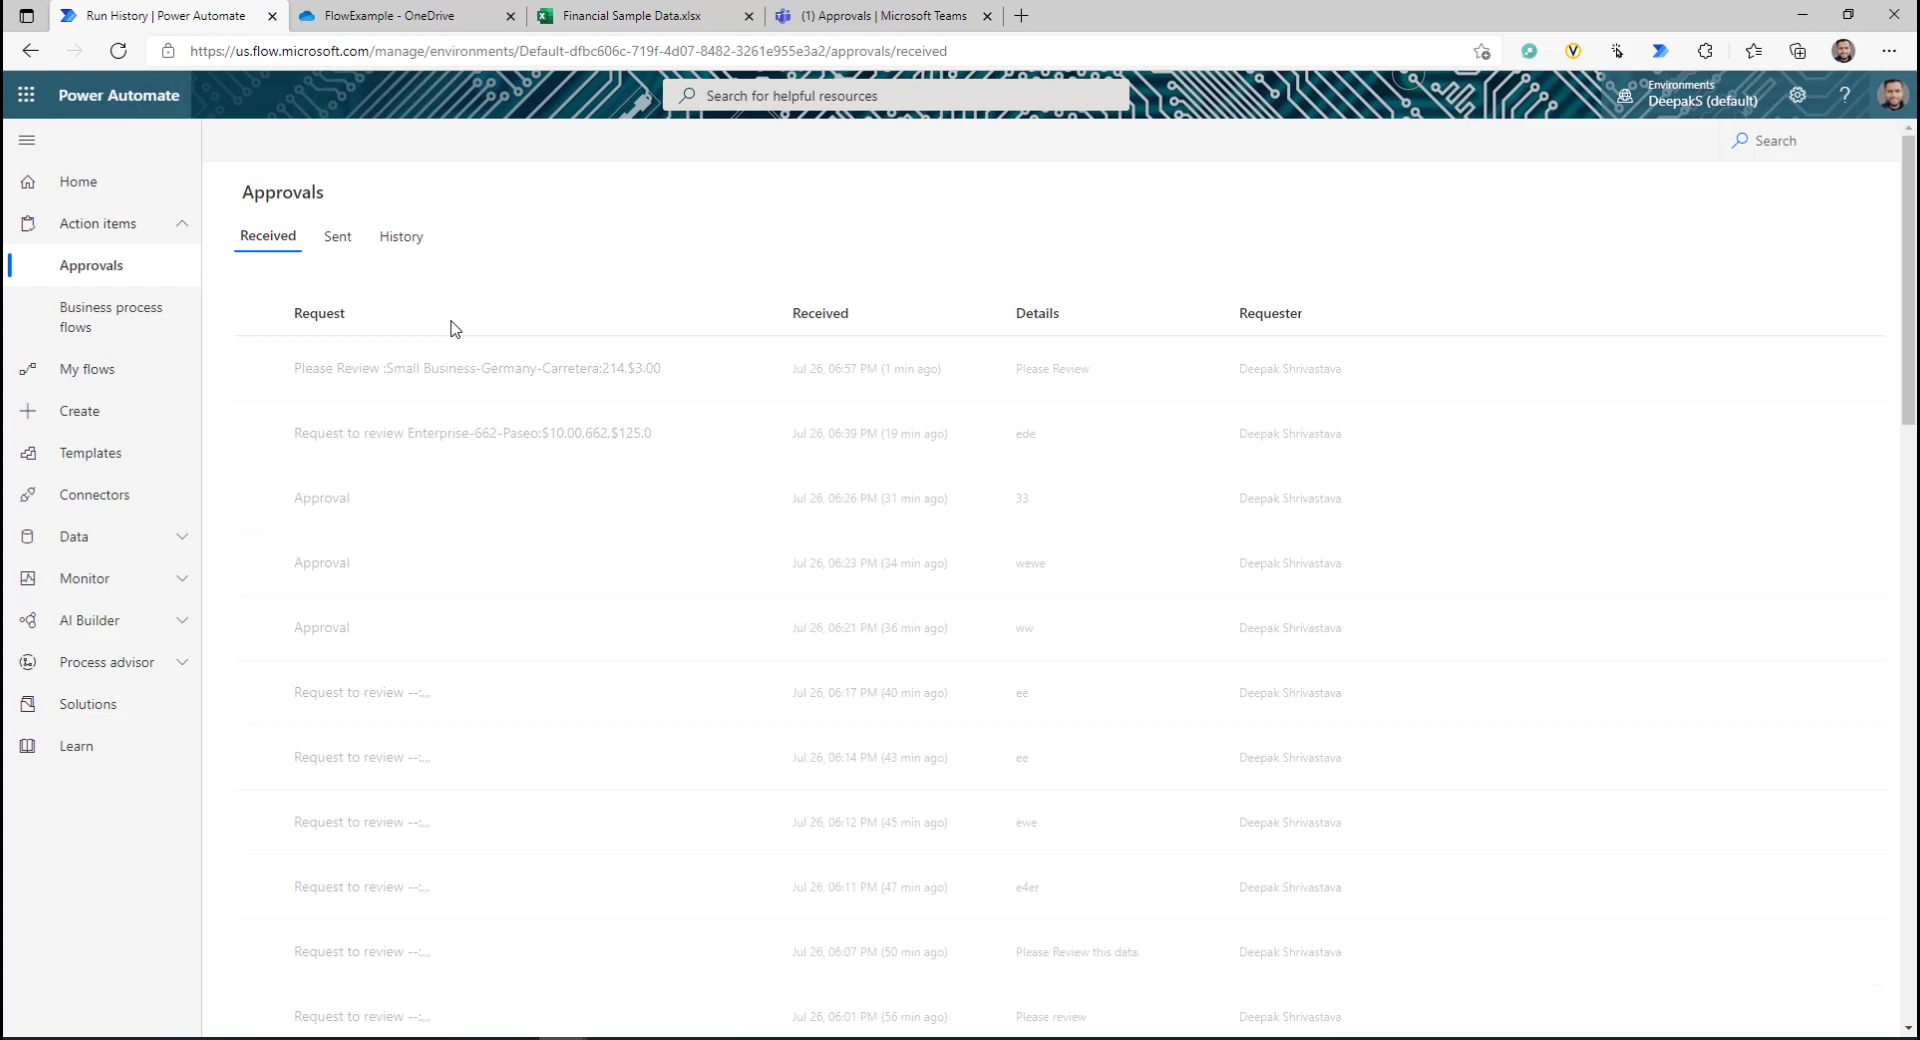 Run History | Power Automate
FlowExample - OneDrive
Financial Sample Data.xlsx
(1) Approvals | Microsoft Teams
https://us.flow.microsoft.com/manage/environments/Default-dfbc606c-719f-4d07-8482-3261e955e3a2/approvals/received
Power Automate
Search for helpful resources
Environments
DeepakS (default)
Search
Home
Action items
Approvals
Business process
flows
My flows
Create
Templates
Connectors
Data
Monitor
AI Builder
Process advisor
Solutions
Learn
Approvals
Received Sent History
Request Received Details Requester
Please Review :Small Business-Germany-Carretera:214,$3.00 Jul 26, 06:57 PM (1 min ago) Please Review Deepak Shrivastava
Request to review Enterprise-662-Paseo:$10.00,662,$125.0 Jul 26, 06:39 PM (19 min ago) ede Deepak Shrivastava
Approval Jul 26, 06:26 PM (31 min ago) 33 Deepak Shrivastava
Approval Jul 26, 06:23 PM (34 min ago) wewe Deepak Shrivastava
Approval Jul 26, 06:21 PM (36 min ago) ww Deepak Shrivastava
Request to review --:,,, Jul 26, 06:17 PM (40 min ago) ee Deepak Shrivastava
Request to review --:,,, Jul 26, 06:14 PM (43 min ago) ee Deepak Shrivastava
Request to review --:,,, Jul 26, 06:12 PM (45 min ago) ewe Deepak Shrivastava
Request to review --:,,, Jul 26, 06:11 PM (47 min ago) e4er Deepak Shrivastava
Request to review --:,,, Jul 26, 06:07 PM (50 min ago) Please Review this data. Deepak Shrivastava
Request to review --:,,, Jul 26, 06:01 PM (56 min ago) Please review Deepak Shrivastava